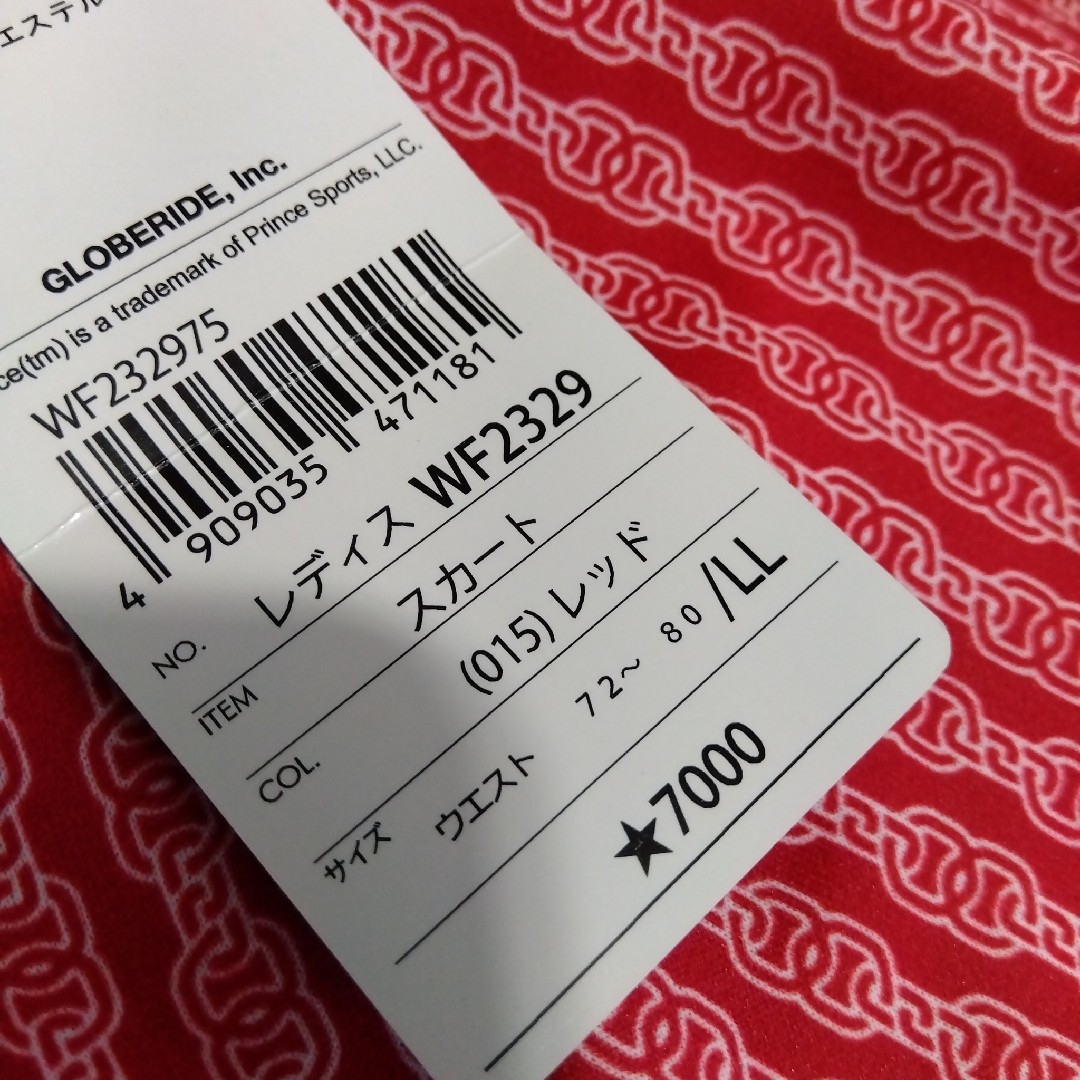 エステル
GLOBERIDE, Inc.
ce(tm) is a trademark of Prince Sports, LLC.
WF232975
4 909035 471181
NO. レディス WF2329
ITEM スカート
COL. (015) レッド
サイズ ウエスト 72～ 80 /LL
★7000